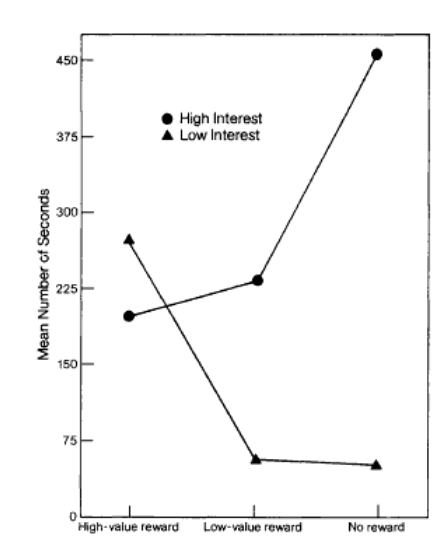 450
High Interest
Low Interest
375
300
225
150
75
0
Mean Number of Seconds
High-value reward Low-value reward No reward